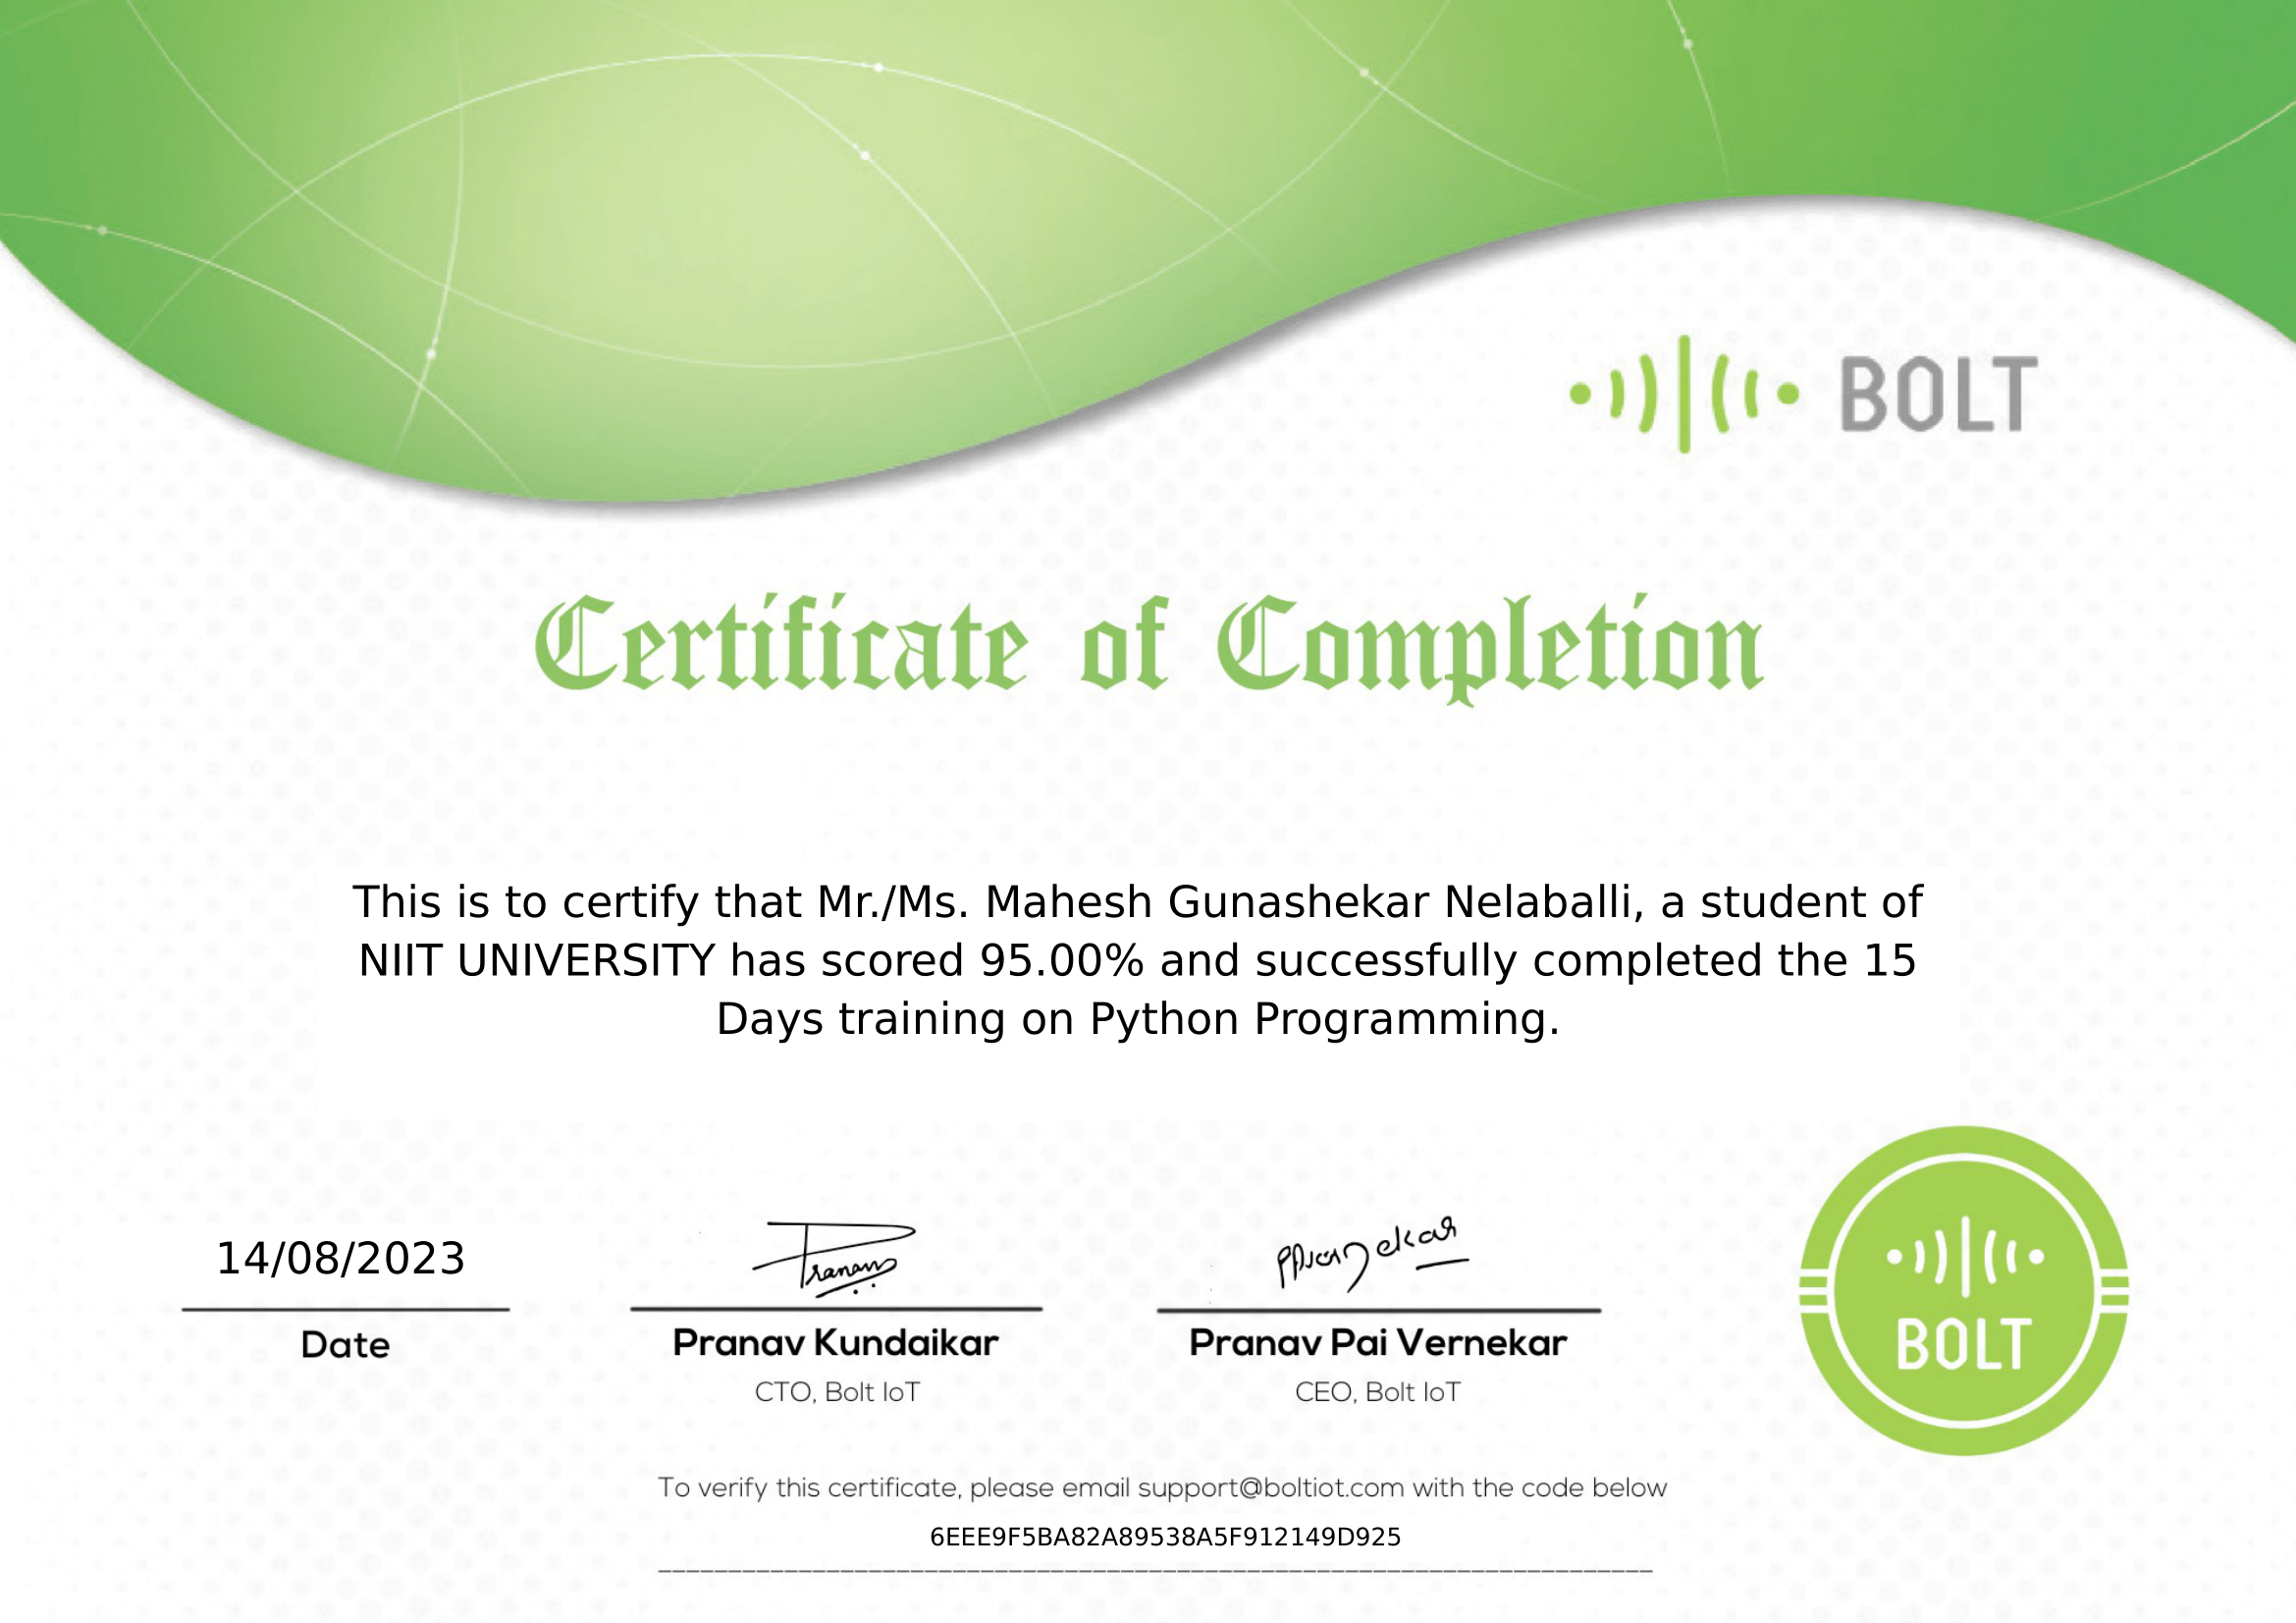 BOLT
Certificate of Completion
This is to certify that Mr./Ms. Mahesh Gunashekar Nelaballi, a student of
NIIT UNIVERSITY has scored 95.00% and successfully completed the 15
Days training on Python Programming.
14/08/2023
Date
Pranav
Pranav Kundaikar
CTO, Bolt IoT
Pranav Pai Vernekar
CEO, Bolt IoT
BOLT
To verify this certificate, please email support@boltiot.com with the code below
6EEE9F5BA82A89538A5F912149D925